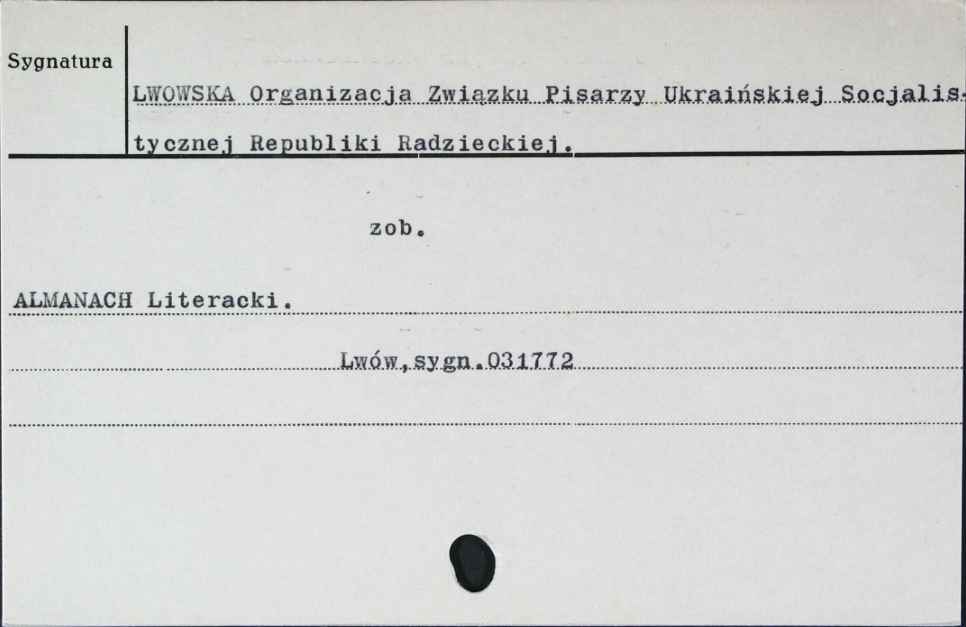 Sygnatura
LWOWSKA Organizacja Związku Pisarzy Ukraińskiej Socjalis-
tycznej Republiki Radzieckiej.
zob.
ALMANACH Literacki.
Lwów,sygn.031772